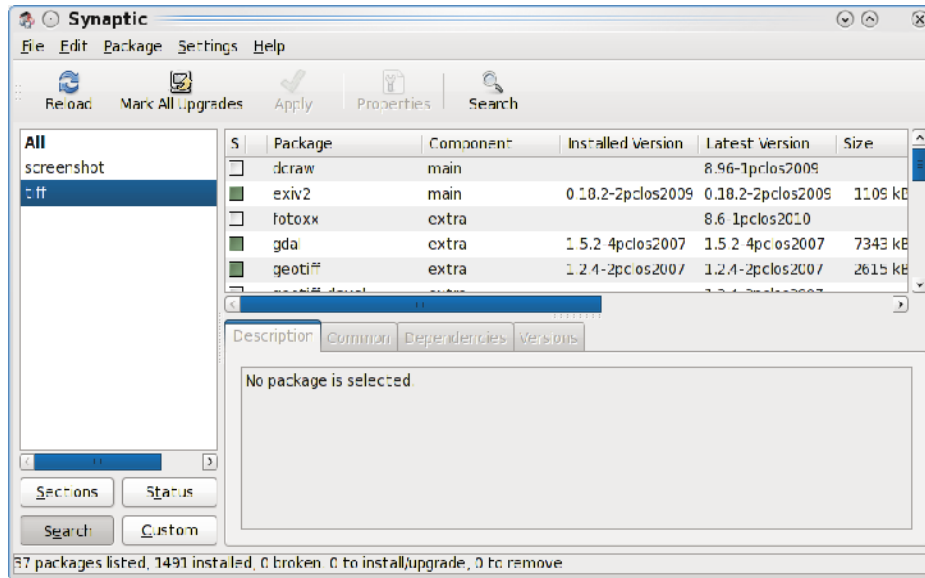 Synaptic
File Edit Package Settings Help
Reload Mark All Upgrades Apply Properties Search
All
screenshot
tiff
S Package Component Installed Version Latest Version Size
dcraw main 8.96-1pclos2009
exiv2 main 0.18.2-2pclos2009 0.18.2-2pclos2009 1109 kB
fotoxx extra 8.6-1pclos2010
gdal extra 1.5.2-4pclos2007 1.5.2-4pclos2007 7343 kB
geotiff extra 1.2.4-2pclos2007 1.2.4-2pclos2007 2615 kB
Description Common Dependencies Versions
No package is selected.
Sections Status
Search Custom
37 packages listed, 1491 installed, 0 broken. 0 to install/upgrade, 0 to remove